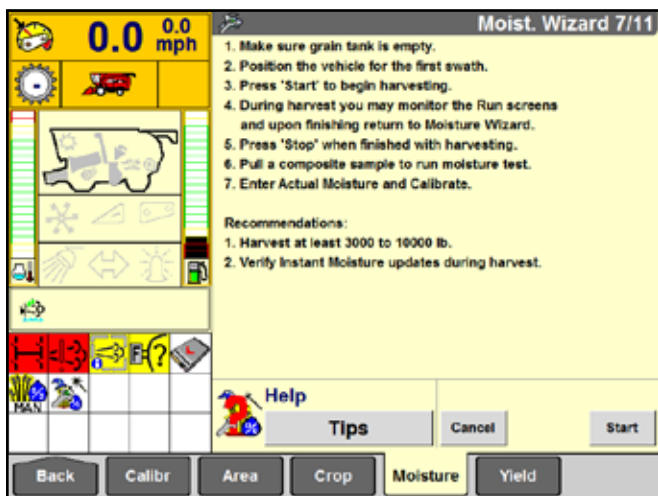 0.0 0.0 mph
Moist. Wizard 7/11
1. Make sure grain tank is empty.
2. Position the vehicle for the first swath.
3. Press 'Start' to begin harvesting.
4. During harvest you may monitor the Run screens
and upon finishing return to Moisture Wizard.
5. Press 'Stop" when finished with harvesting.
6. Pull a composite sample to run moisture test.
7. Enter Actual Moisture and Calibrate.
Recommendations:
1. Harvest at least 3000 to 10000 lb.
2. Verify Instant Moisture updates during harvest.
F ?
L
MAN %
Help
Tips
Cancel
Start
Back
Calibr
Area
Crop
Moisture
Yield